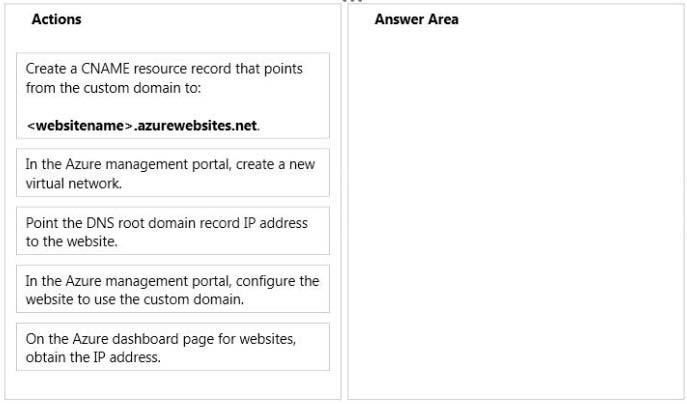 Actions
Answer Area
Create a CNAME resource record that points
from the custom domain to:
<websitename>.azurewebsites.net.
In the Azure management portal, create a new
virtual network.
Point the DNS root domain record IP address
to the website.
In the Azure management portal, configure the
website to use the custom domain.
On the Azure dashboard page for websites,
obtain the IP address.